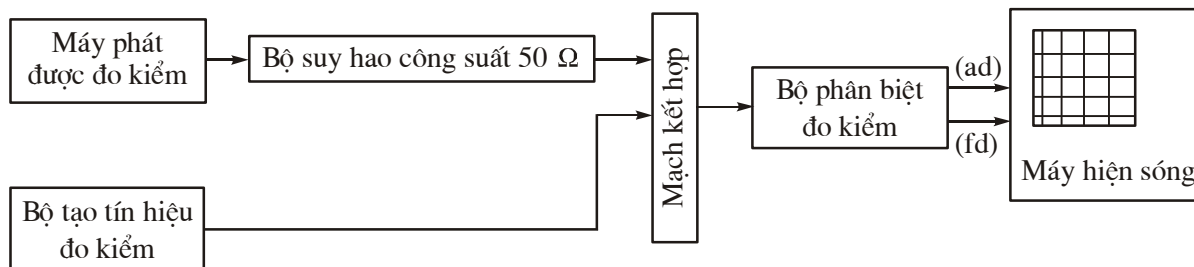 Máy phát
được đo kiểm
Bộ suy hao công suất 50 Ω
Mạch kết hợp
Bộ phân biệt
đo kiểm
(ad)
(fd)
Máy hiện sóng
Bộ tạo tín hiệu
đo kiểm